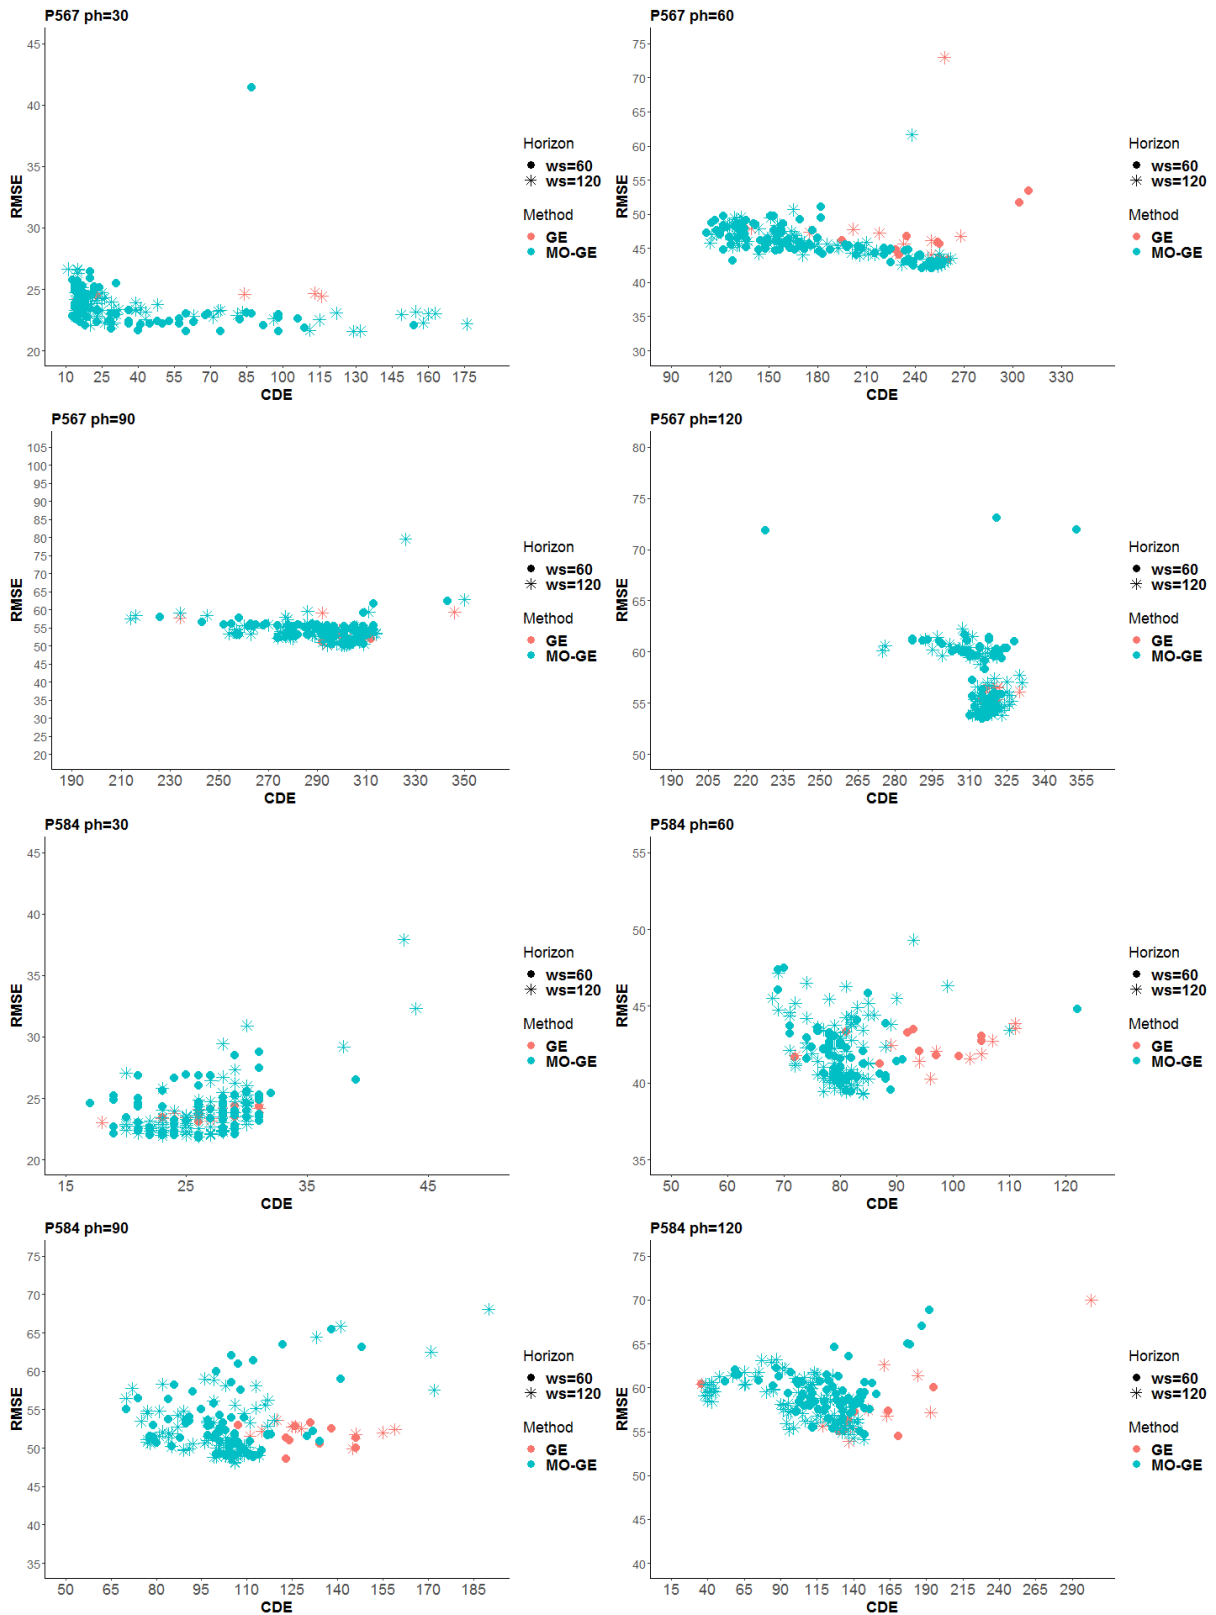 P567 ph=30
45
40
35
30
25
20
RMSE
10 25 40 55 70 85 100 115 130 145 160 175
CDE
Horizon
ws=60
ws=120
Method
GE
MO-GE
P567 ph=60
75
70
65
60
55
50
45
40
35
30
RMSE
90 120 150 180 210 240 270 300 330
CDE
Horizon
ws=60
ws=120
Method
GE
MO-GE
P567 ph=90
105
100
95
90
85
80
75
70
65
60
55
50
45
40
35
30
25
20
RMSE
190 210 230 250 270 290 310 330 350
CDE
Horizon
ws=60
ws=120
Method
GE
MO-GE
P567 ph=120
80
75
70
65
60
55
50
RMSE
190 205 220 250 265 280 295 310 325 340 355
CDE
Horizon
ws=60
ws=120
Method
GE
MO-GE
P584 ph=30
45
40
35
30
25
20
RMSE
15 25 35 45
CDE
Horizon
ws=60
ws=120
Method
GE
MO-GE
P584 ph=60
55
50
45
40
35
RMSE
50 60 70 80 90 100 110 120
CDE
Horizon
ws=60
ws=120
Method
GE
MO-GE
P584 ph=90
75
70
65
60
55
50
45
40
35
RMSE
50 65 80 95 110 125 140 155 170 185
CDE
Horizon
ws=60
ws=120
Method
GE
MO-GE
P584 ph=120
75
70
65
60
55
50
45
40
RMSE
15 40 65 90 115 140 165 190 215 240 265 290
CDE
Horizon
ws=60
ws=120
Method
GE
MO-GE